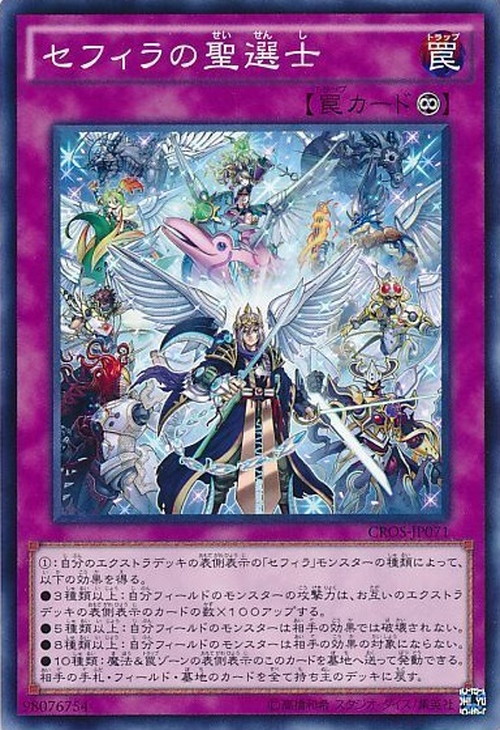 せいせんし
セフィラの聖選士
トラップ
罠
【罠カード】
CROS-JP071
①:自分のエクストラデッキの表側表示の「セフィラ」モンスターの種類によって、
以下の効果を得る。
●3種類以上:自分フィールドのモンスターの攻撃力は、お互いのエクストラ
デッキの表側表示のカードの数×100アップする。
●5種類以上:自分フィールドのモンスターは相手の効果では破壊されない。
●8種類以上:自分フィールドのモンスターは相手の効果の対象にならない。
●10種類:魔法&罠ゾーンの表側表示のこのカードを墓地へ送って発動できる。
相手の手札・フィールド・墓地のカードを全て持ち主のデッキに戻す。
98076754
©高橋和希 スタジオ・ダイス/集英社